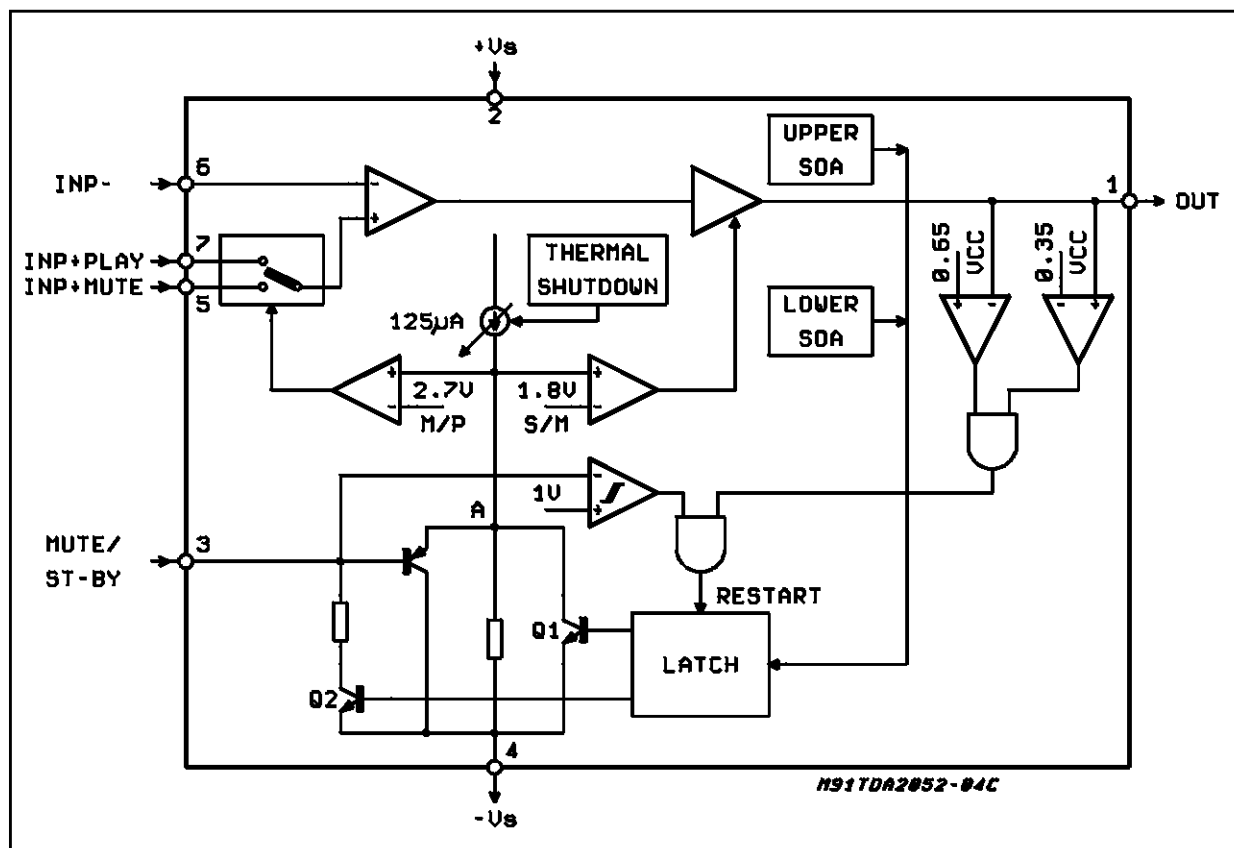 +Vs
2
UPPER
SOA
6
INP-
1
OUT
7
INP+PLAY
INP+MUTE
5
THERMAL
SHUTDOWN
0.65
VCC
0.35
VCC
125µA
LOWER
SOA
-
+
+
-
2.7V
M/P
1.8V
S/M
+
-
+
-
-
+
-
+
1V
A
MUTE/
ST-BY
3
RESTART
Q1
LATCH
Q2
4
M91TDA2052-04C
-Vs